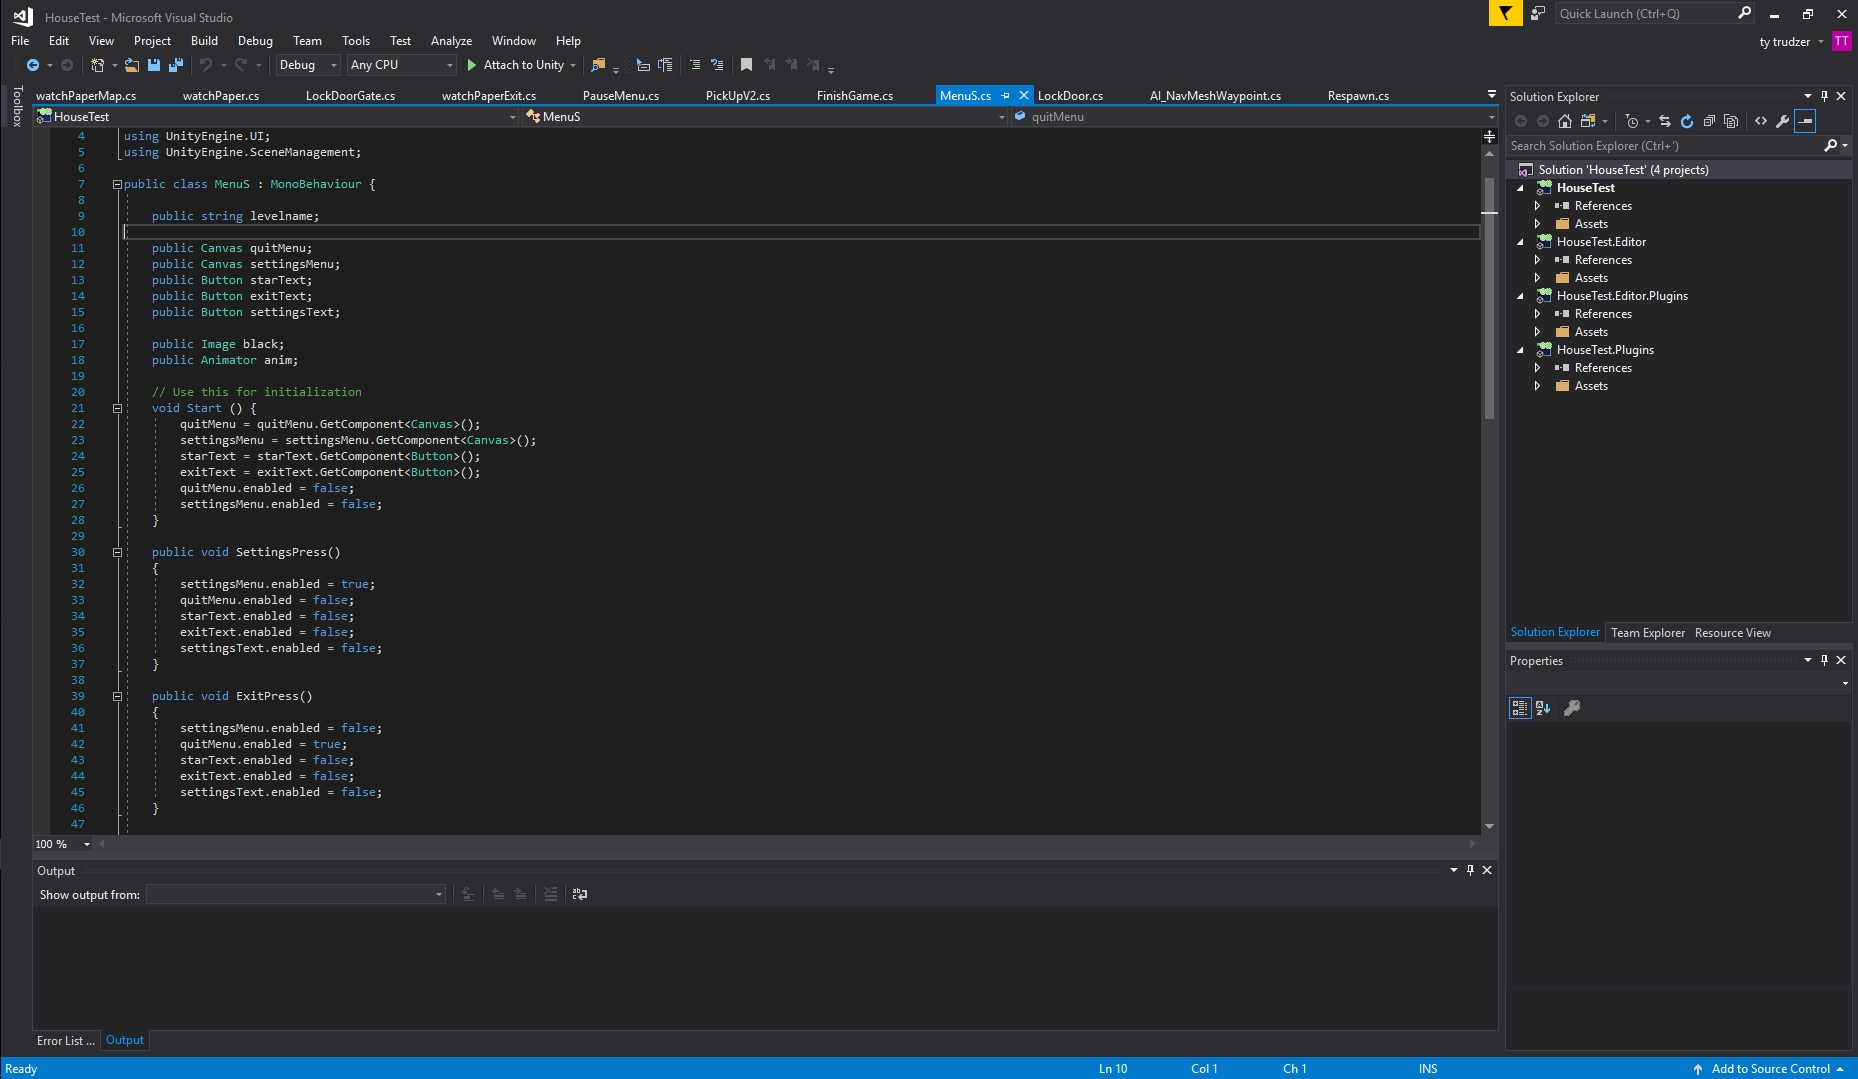 HouseTest - Microsoft Visual Studio
Quick Launch (Ctrl+Q)
File Edit View Project Build Debug Team Tools Test Analyze Window Help
ty trudzer TT
Debug Any CPU Attach to Unity
Toolbox
watchPaperMap.cs watchPaper.cs LockDoorGate.cs watchPaperExit.cs PauseMenu.cs PickUpV2.cs FinishGame.cs MenuS.cs LockDoor.cs AI_NavMeshWaypoint.cs Respawn.cs
HouseTest MenuS quitMenu
4 using UnityEngine.UI;
5 using UnityEngine.SceneManagement;
6
7 public class MenuS : MonoBehaviour {
8
9 public string levelname;
10
11 public Canvas quitMenu;
12 public Canvas settingsMenu;
13 public Button starText;
14 public Button exitText;
15 public Button settingsText;
16
17 public Image black;
18 public Animator anim;
19
20 // Use this for initialization
21 void Start () {
22 quitMenu = quitMenu.GetComponent<Canvas>();
23 settingsMenu = settingsMenu.GetComponent<Canvas>();
24 starText = starText.GetComponent<Button>();
25 exitText = exitText.GetComponent<Button>();
26 quitMenu.enabled = false;
27 settingsMenu.enabled = false;
28 }
29
30 public void SettingsPress()
31 {
32 settingsMenu.enabled = true;
33 quitMenu.enabled = false;
34 starText.enabled = false;
35 exitText.enabled = false;
36 settingsText.enabled = false;
37 }
38
39 public void ExitPress()
40 {
41 settingsMenu.enabled = false;
42 quitMenu.enabled = true;
43 starText.enabled = false;
44 exitText.enabled = false;
45 settingsText.enabled = false;
46 }
47
100 %
Output
Show output from:
Error List ... Output
Solution Explorer
Search Solution Explorer (Ctrl+')
Solution 'HouseTest' (4 projects)
HouseTest
References
Assets
HouseTest.Editor
References
Assets
HouseTest.Editor.Plugins
References
Assets
HouseTest.Plugins
References
Assets
Solution Explorer Team Explorer Resource View
Properties
Ready Ln 10 Col 1 Ch 1 INS Add to Source Control